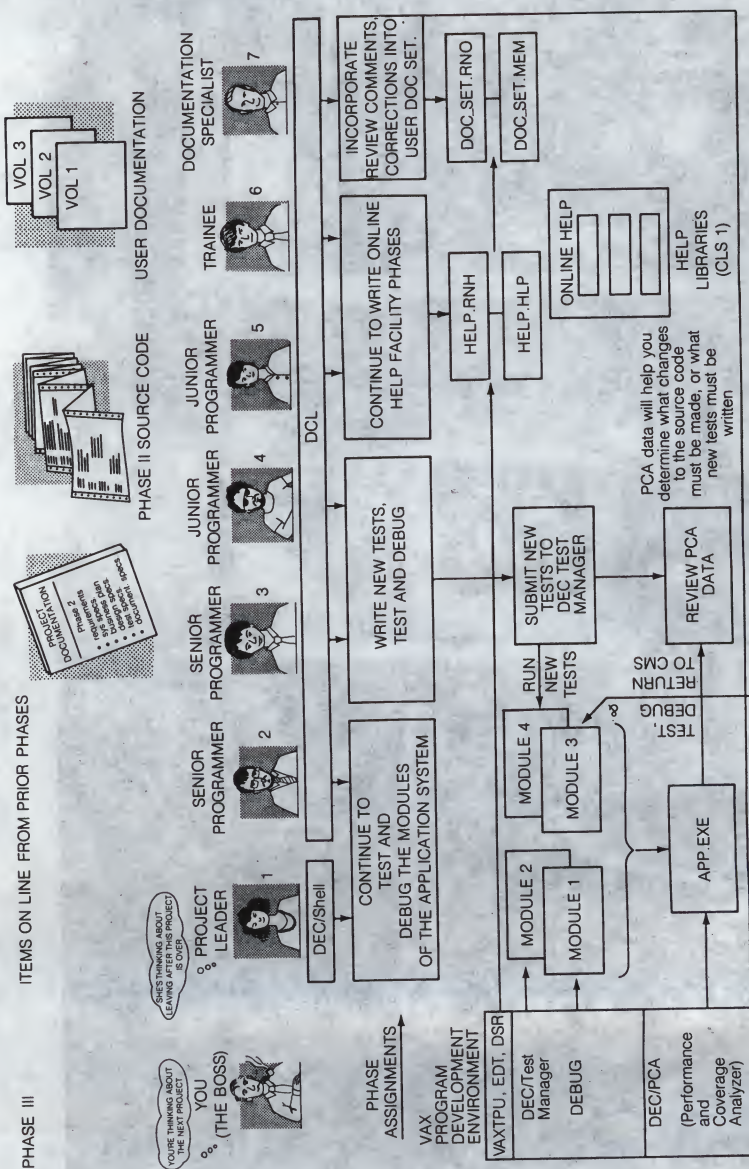 PHASE III
ITEMS ON LINE FROM PRIOR PHASES
PROJECT
DOCUMENTATION
Phase 2
• requirements
• sys specs
• business plan
• design specs.
• test specs.
• document. specs
PHASE II SOURCE CODE
VOL 3
VOL 2
VOL 1
USER DOCUMENTATION
YOU'RE THINKING ABOUT
THE NEXT PROJECT
YOU
(THE BOSS)
SHE'S THINKING ABOUT
LEAVING AFTER THIS PROJECT
IS OVER
PROJECT
LEADER
1
SENIOR
PROGRAMMER
2
SENIOR
PROGRAMMER
3
JUNIOR
PROGRAMMER
4
JUNIOR
PROGRAMMER
5
TRAINEE
6
DOCUMENTATION
SPECIALIST
7
DEC/Shell
DCL
PHASE
ASSIGNMENTS
CONTINUE TO
TEST AND
DEBUG THE MODULES
OF THE APPLICATION SYSTEM
WRITE NEW TESTS,
TEST AND DEBUG
CONTINUE TO WRITE ONLINE
HELP FACILITY PHASES
INCORPORATE
REVIEW COMMENTS,
CORRECTIONS INTO
USER DOC SET.
VAX
PROGRAM
DEVELOPMENT
ENVIRONMENT
VAXTPU, EDT, DSR
HELP.RNH
HELP.HLP
DOC_SET.RNO
DOC_SET.MEM
DEC/Test
Manager
DEBUG
MODULE 2
MODULE 1
MODULE 4
MODULE 3
RUN
NEW
TESTS
SUBMIT NEW
TESTS TO
DEC TEST
MANAGER
ONLINE HELP
HELP
LIBRARIES
(CLS 1)
TEST,
DEBUG
&
RETURN
TO CMS
DEC/PCA
(Performance
and
Coverage
Analyzer)
APP.EXE
REVIEW PCA
DATA
PCA data will help you
determine what changes
to the source code
must be made, or what
new tests must be
written